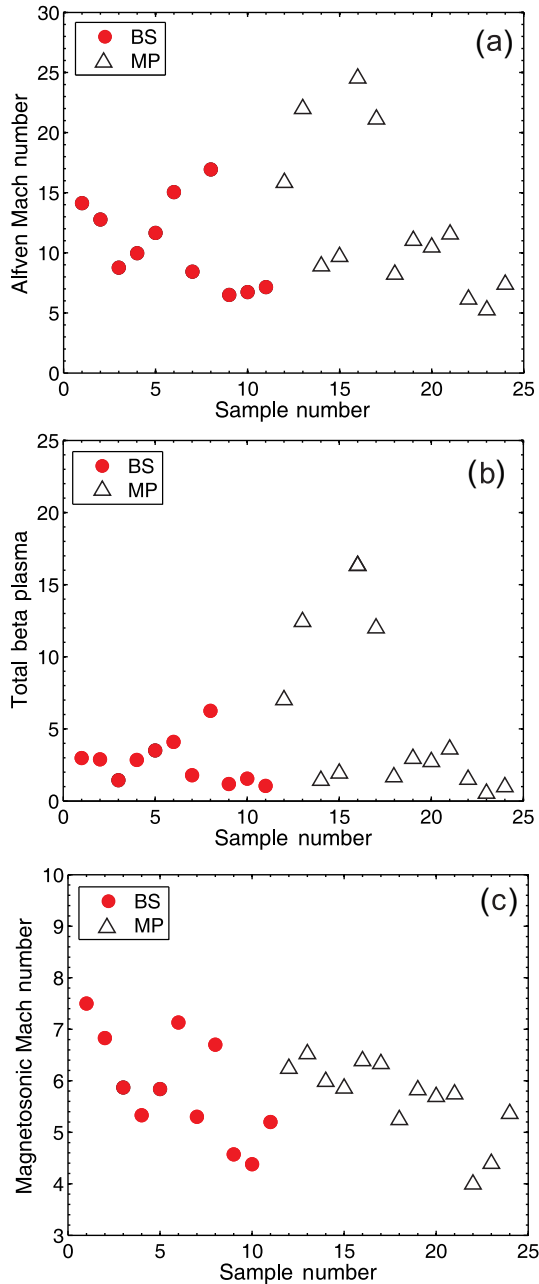 30
25
20
15
10
5
0
Alfven Mach number
BS
MP
(a)
0 5 10 15 20 25
Sample number
25
20
15
10
5
0
Total beta plasma
BS
MP
(b)
0 5 10 15 20 25
Sample number
10
9
8
7
6
5
4
3
Magnetosonic Mach number
BS
MP
(c)
0 5 10 15 20 25
Sample number